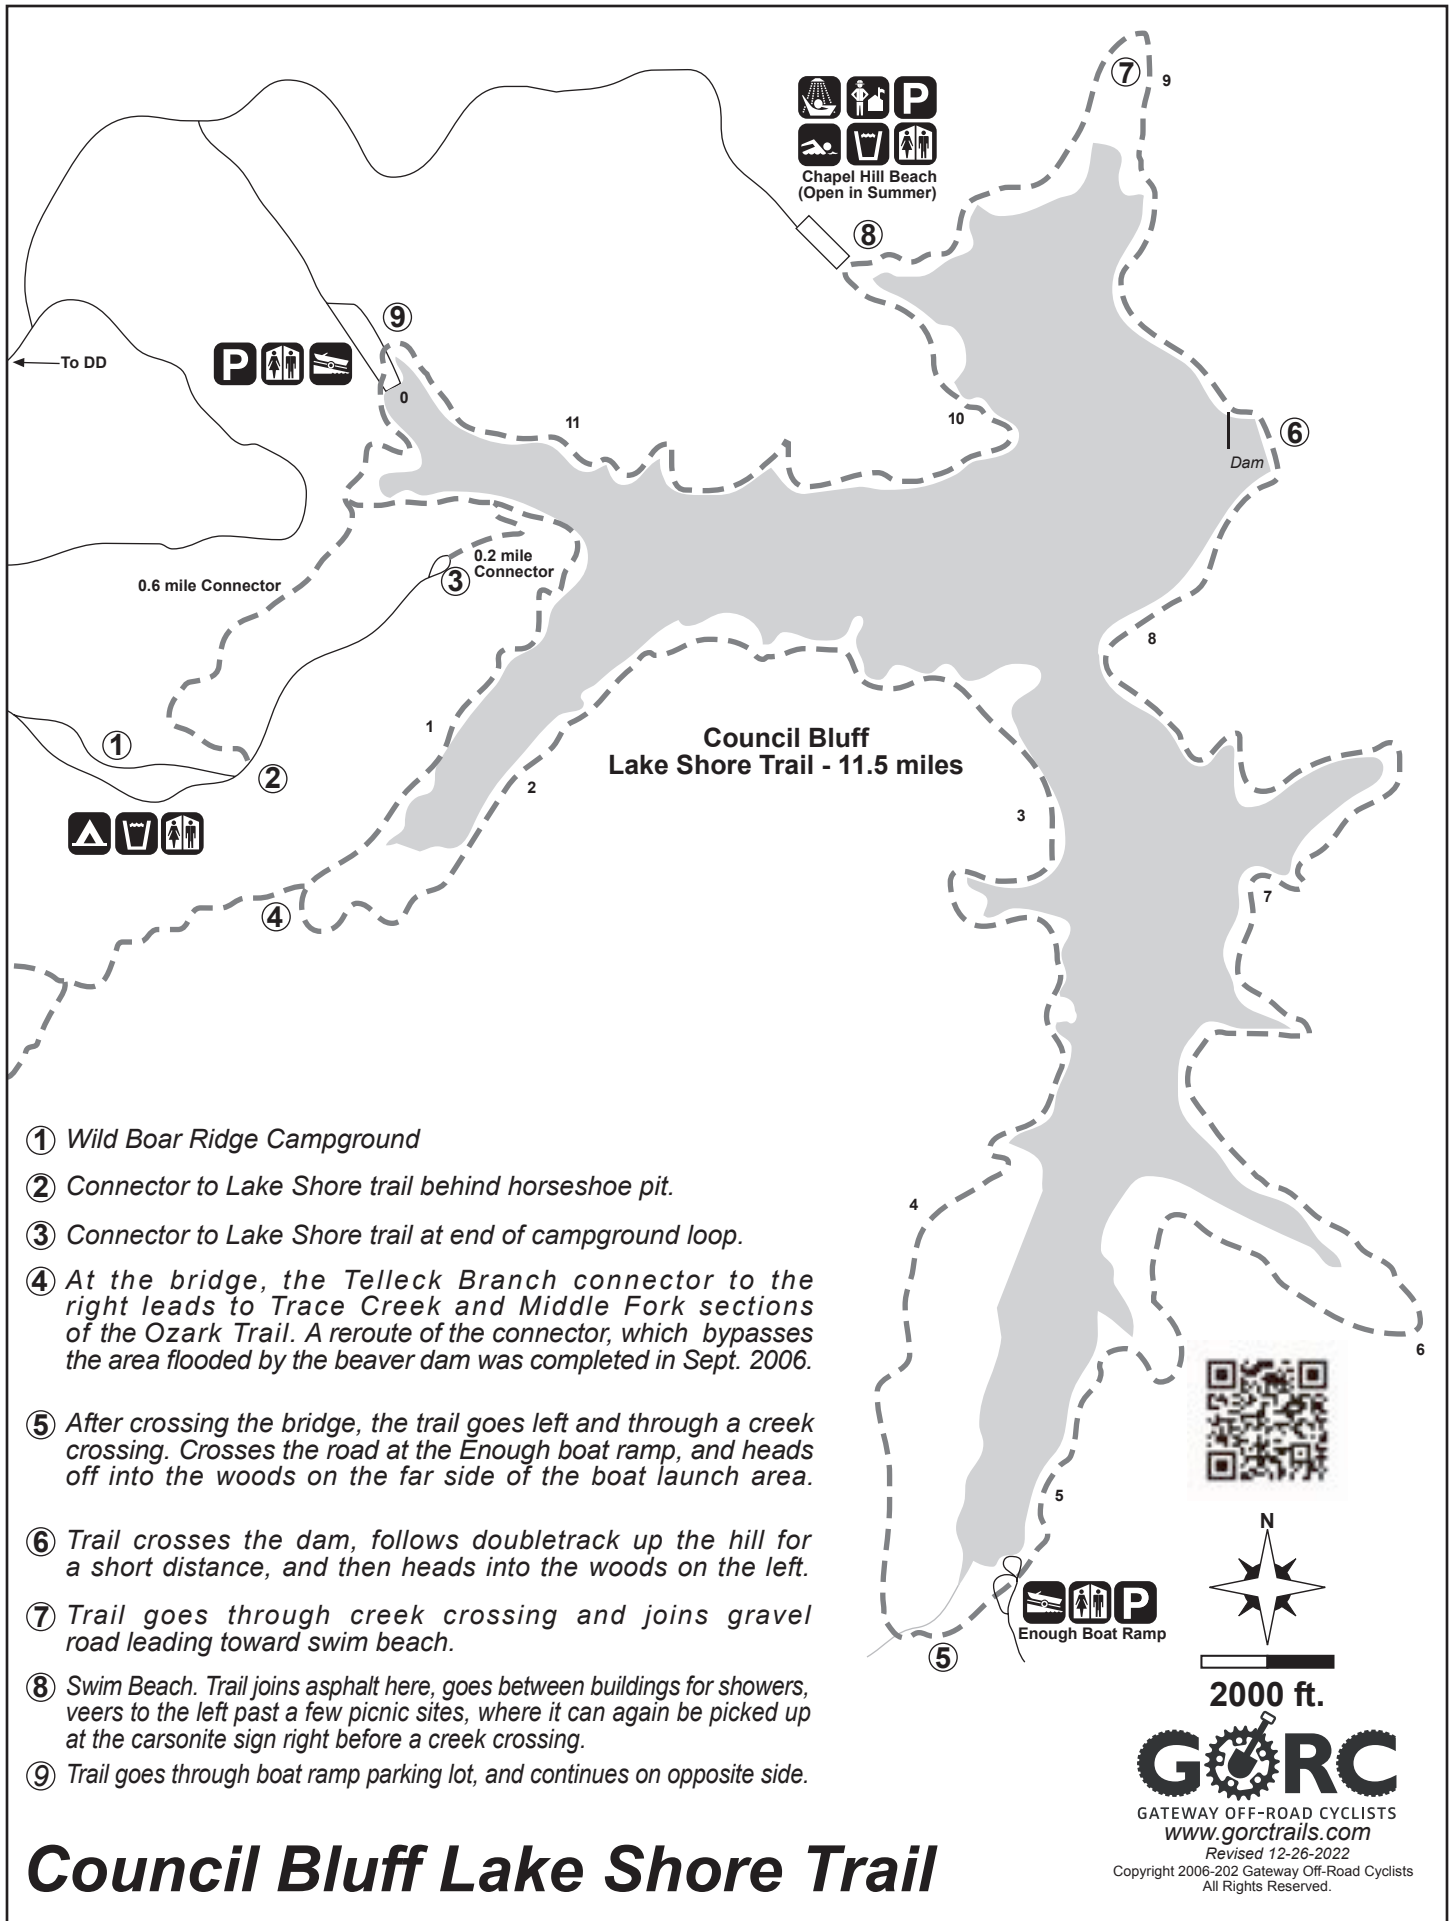 7
9
P
Chapel Hill Beach
(Open in Summer)
8
9
To DD
P
0
11
10
6
Dam
0.2 mile
Connector
3
0.6 mile Connector
8
1
1
2
2
Council Bluff
Lake Shore Trail - 11.5 miles
3
7
4
4
6
5
5
P
Enough Boat Ramp
1 Wild Boar Ridge Campground
2 Connector to Lake Shore trail behind horseshoe pit.
3 Connector to Lake Shore trail at end of campground loop.
4 At the bridge, the Telleck Branch connector to the
right leads to Trace Creek and Middle Fork sections
of the Ozark Trail. A reroute of the connector, which bypasses
the area flooded by the beaver dam was completed in Sept. 2006.
5 After crossing the bridge, the trail goes left and through a creek
crossing. Crosses the road at the Enough boat ramp, and heads
off into the woods on the far side of the boat launch area.
6 Trail crosses the dam, follows doubletrack up the hill for
a short distance, and then heads into the woods on the left.
7 Trail goes through creek crossing and joins gravel
road leading toward swim beach.
8 Swim Beach. Trail joins asphalt here, goes between buildings for showers,
veers to the left past a few picnic sites, where it can again be picked up
at the carsonite sign right before a creek crossing.
9 Trail goes through boat ramp parking lot, and continues on opposite side.
N
2000 ft.
GORC
GATEWAY OFF-ROAD CYCLISTS
www.gorctrails.com
Revised 12-26-2022
Copyright 2006-202 Gateway Off-Road Cyclists
All Rights Reserved.
Council Bluff Lake Shore Trail